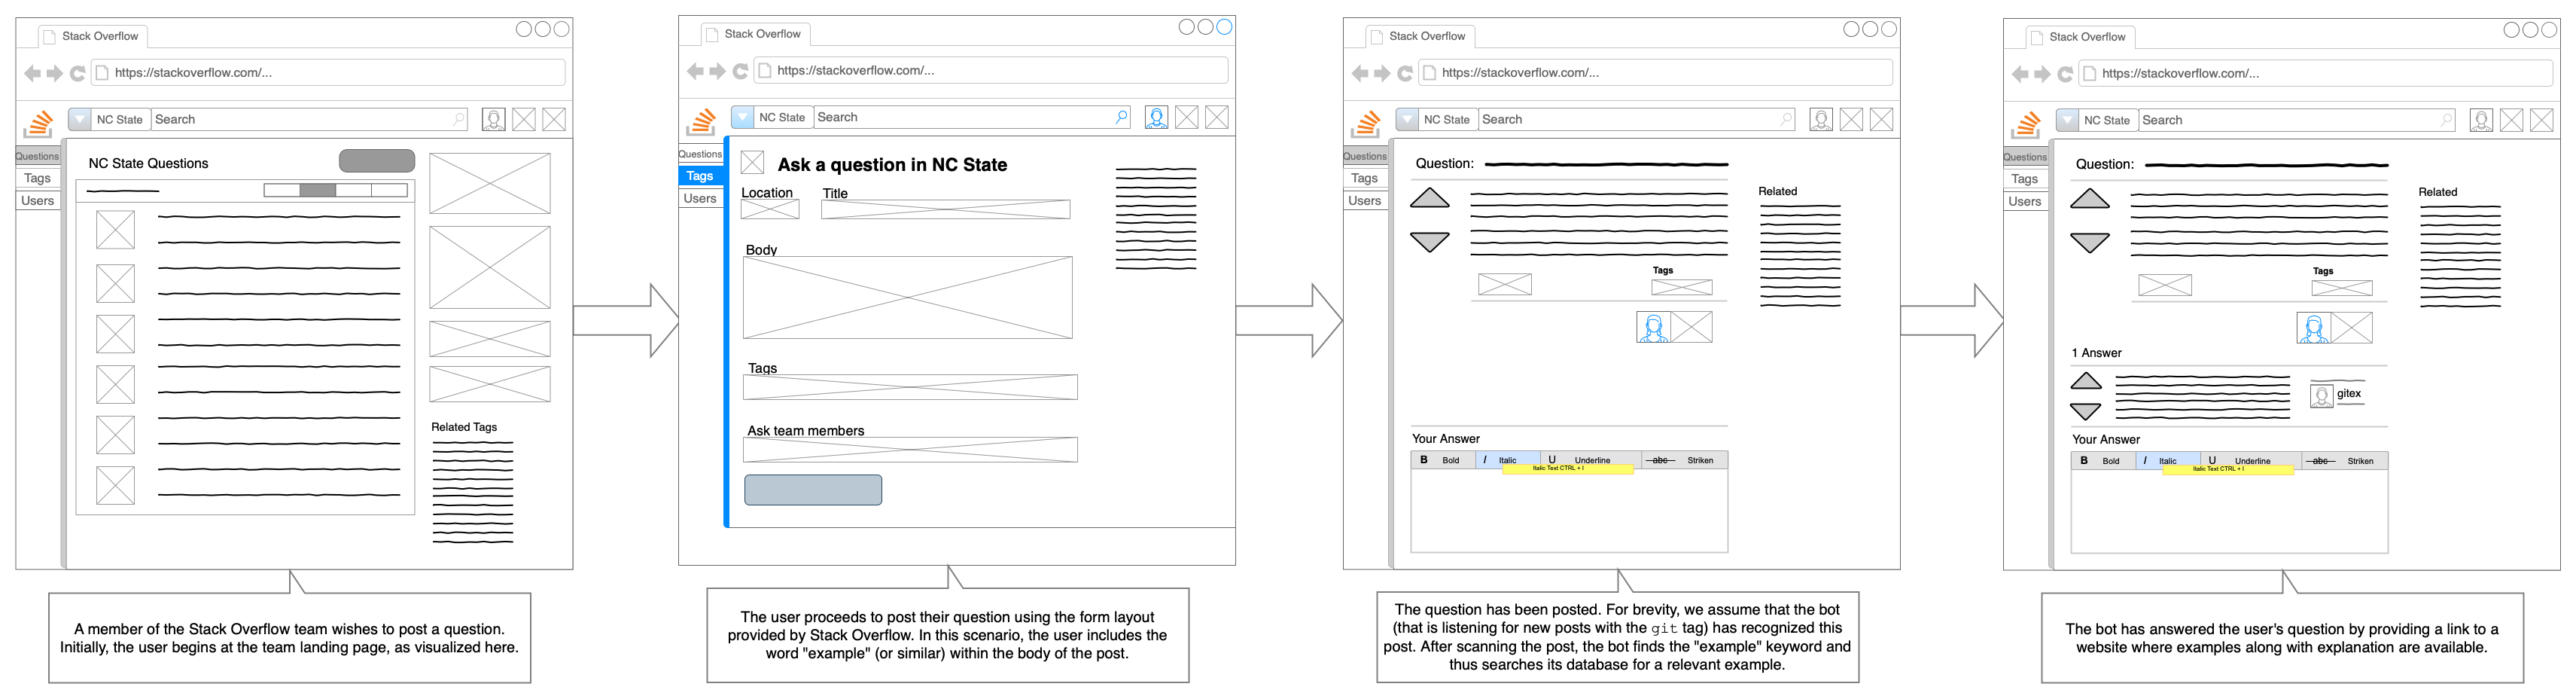 Stack Overflow
https://stackoverflow.com/...
NC State
Search
Questions
Tags
Users
NC State Questions
Related Tags
A member of the Stack Overflow team wishes to post a question.
Initially, the user begins at the team landing page, as visualized here.
Stack Overflow
https://stackoverflow.com/...
NC State
Search
Questions
Tags
Users
Ask a question in NC State
Location
Title
Body
Tags
Ask team members
The user proceeds to post their question using the form layout
provided by Stack Overflow. In this scenario, the user includes the
word "example" (or similar) within the body of the post.
Stack Overflow
https://stackoverflow.com/...
NC State
Search
Questions
Tags
Users
Question:
Related
Tags
Your Answer
B Bold I Italic U Underline abc Striken
Italic Text CTRL + I
The question has been posted. For brevity, we assume that the bot
(that is listening for new posts with the git tag) has recognized this
post. After scanning the post, the bot finds the "example" keyword and
thus searches its database for a relevant example.
Stack Overflow
https://stackoverflow.com/...
NC State
Search
Questions
Tags
Users
Question:
Related
Tags
1 Answer
gitex
Your Answer
B Bold I Italic U Underline abc Striken
Italic Text CTRL + I
The bot has answered the user's question by providing a link to a
website where examples along with explanation are available.